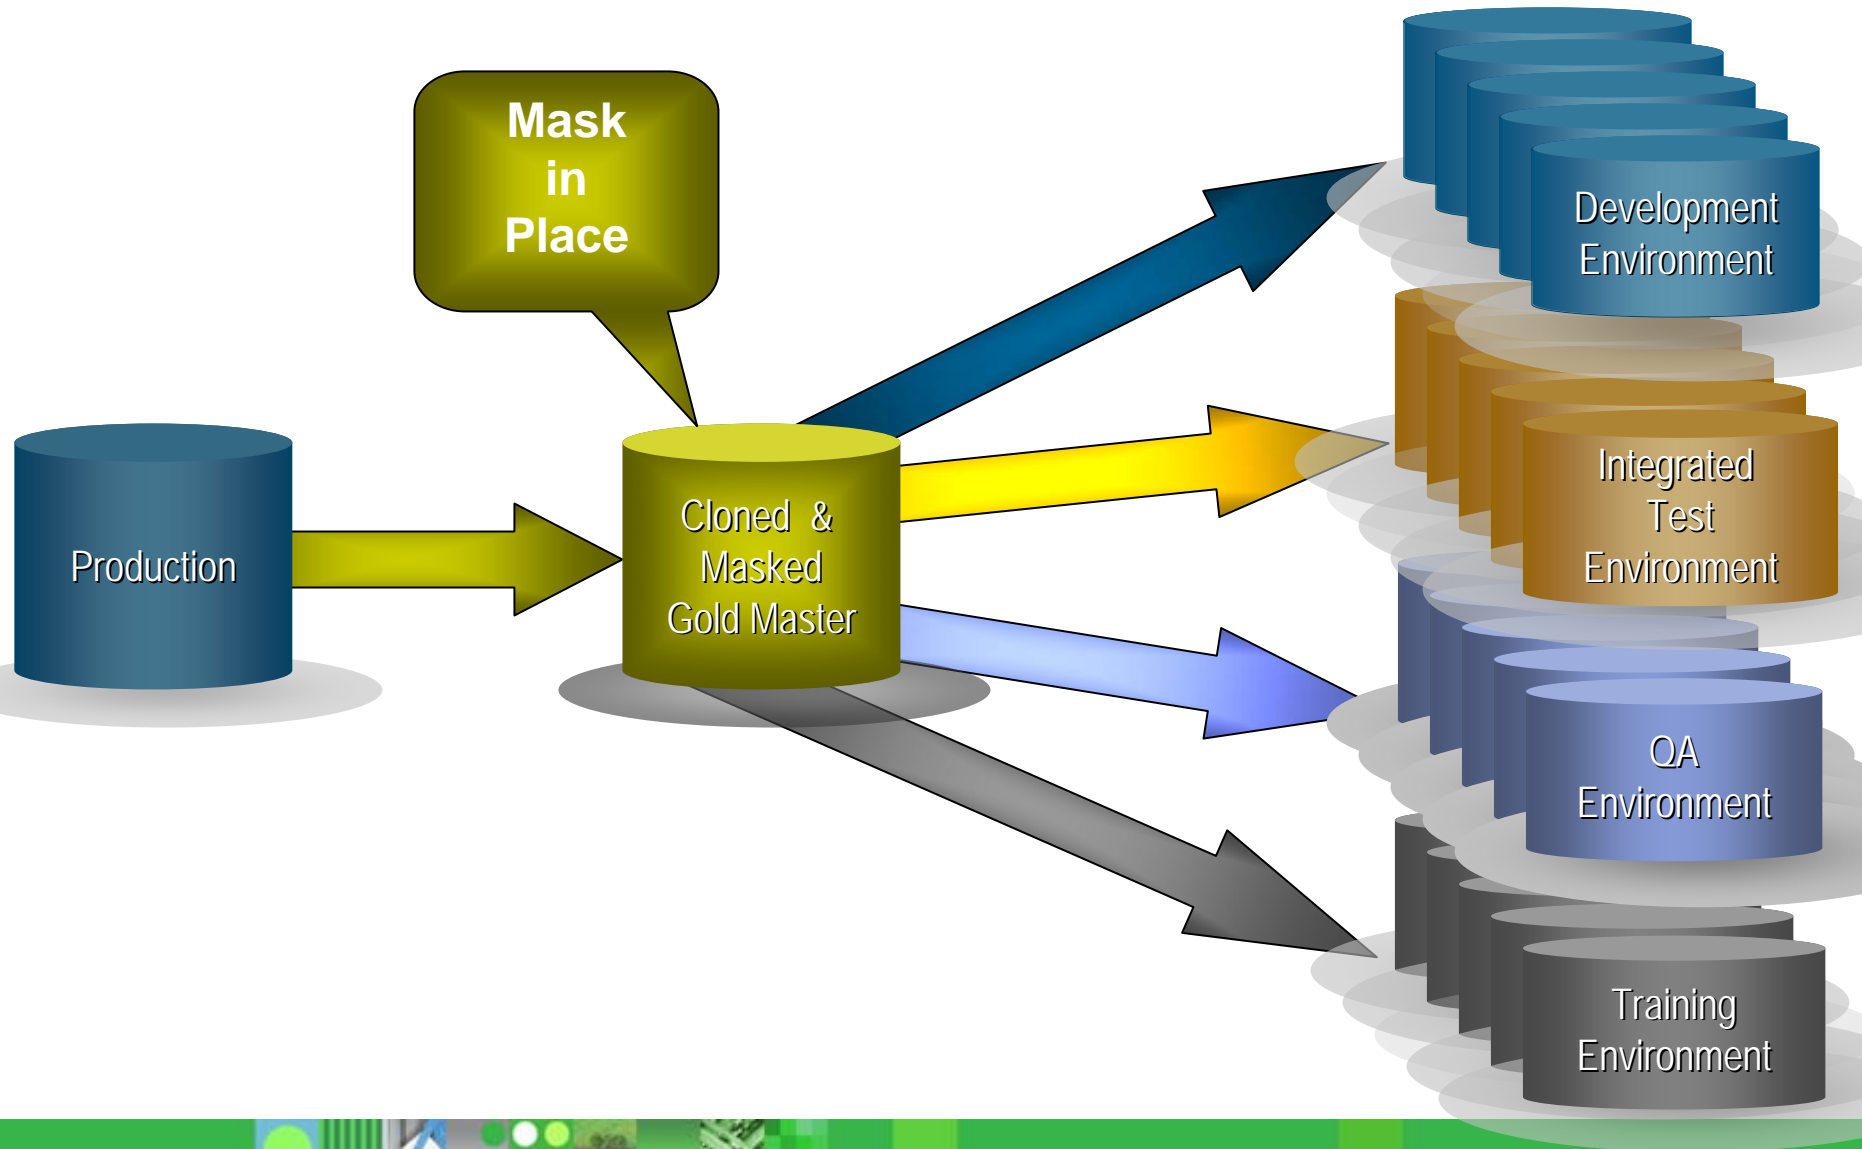 Mask
in
Place
Production
Cloned &
Masked
Gold Master
Development
Environment
Integrated
Test
Environment
QA
Environment
Training
Environment